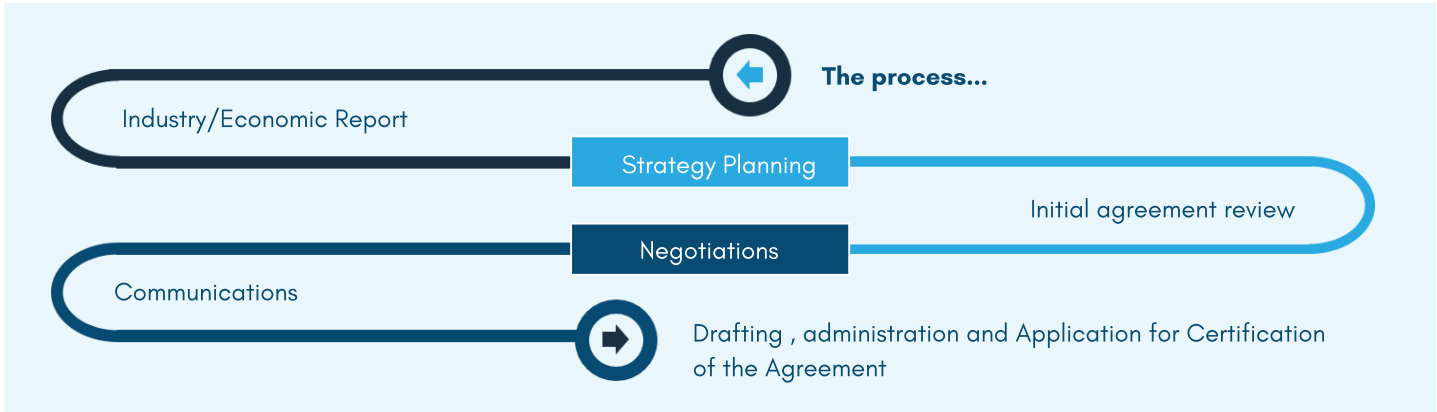 The process...
Industry/Economic Report
Strategy Planning
Initial agreement review
Negotiations
Communications
Drafting , administration and Application for Certification
of the Agreement